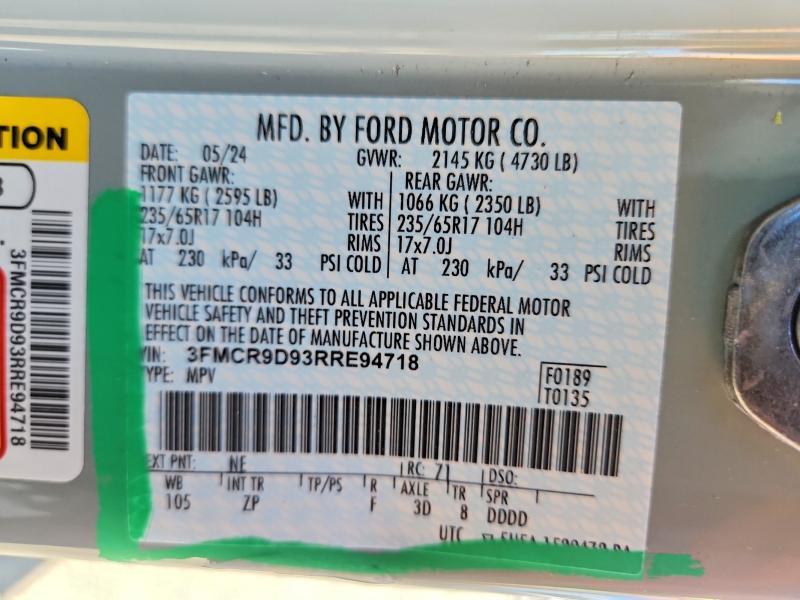 MFD. BY FORD MOTOR CO.
DATE: 05/24 GVWR: 2145 KG ( 4730 LB)
FRONT GAWR: REAR GAWR:
1177 KG ( 2595 LB) WITH 1066 KG ( 2350 LB) WITH
235/65R17 104H TIRES 235/65R17 104H TIRES
17x7.0J RIMS 17x7.0J RIMS
AT 230 kPa/ 33 PSI COLD AT 230 kPa/ 33 PSI COLD
THIS VEHICLE CONFORMS TO ALL APPLICABLE FEDERAL MOTOR
VEHICLE SAFETY AND THEFT PREVENTION STANDARDS IN
EFFECT ON THE DATE OF MANUFACTURE SHOWN ABOVE.
VIN: 3FMCR9D93RRE94718
TYPE: MPV
F0189
T0135
EXT PNT: NE RC: 71 DSO:
WB INT TR TP/PS R AXLE TR SPR
105 ZP F 3D 8 DDDD
UTC
TION
3FMCR9D93RRE94718